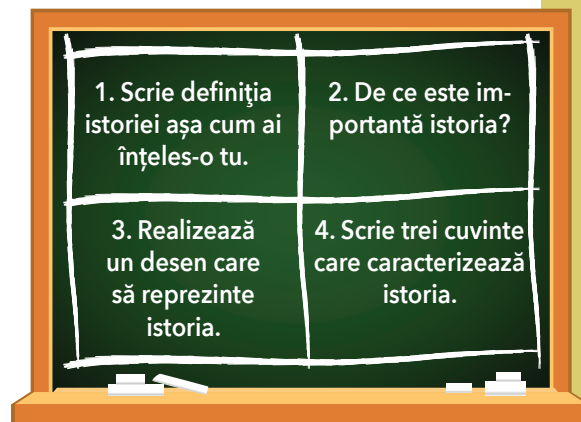 1. Scrie definiţia
istoriei așa cum ai
înțeles-o tu.
2. De ce este im-
portantă istoria?
3. Realizează
un desen care
să reprezinte
istoria.
4. Scrie trei cuvinte
care caracterizează
istoria.